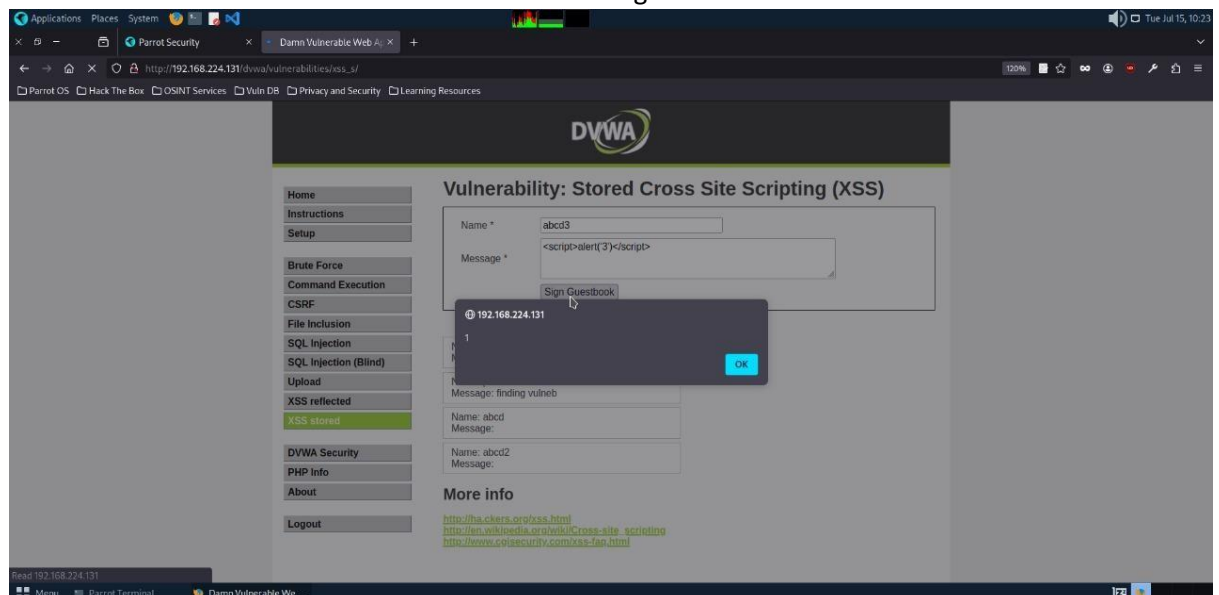 Applications Places System
Tue Jul 15, 10:23
Parrot Security
Damn Vulnerable Web Ap
http://192.168.224.131/dvwa/vulnerabilities/xss_s/
120%
Parrot OS Hack The Box OSINT Services Vuln DB Privacy and Security Learning Resources
DVWA
Home
Instructions
Setup
Brute Force
Command Execution
CSRF
File Inclusion
SQL Injection
SQL Injection (Blind)
Upload
XSS reflected
XSS stored
DVWA Security
PHP Info
About
Logout
Vulnerability: Stored Cross Site Scripting (XSS)
Name * abcd3
Message * <script>alert('3')</script>
Sign Guestbook
192.168.224.131
1
OK
Message: finding vulneb
Name: abcd
Message:
Name: abcd2
Message:
More info
http://ha.ckers.org/xss.html
http://en.wikipedia.org/wiki/Cross-site_scripting
http://www.cgisecurity.com/xss-faq.html
Read 192.168.224.131
Menu Parrot Terminal Damn Vulnerable We